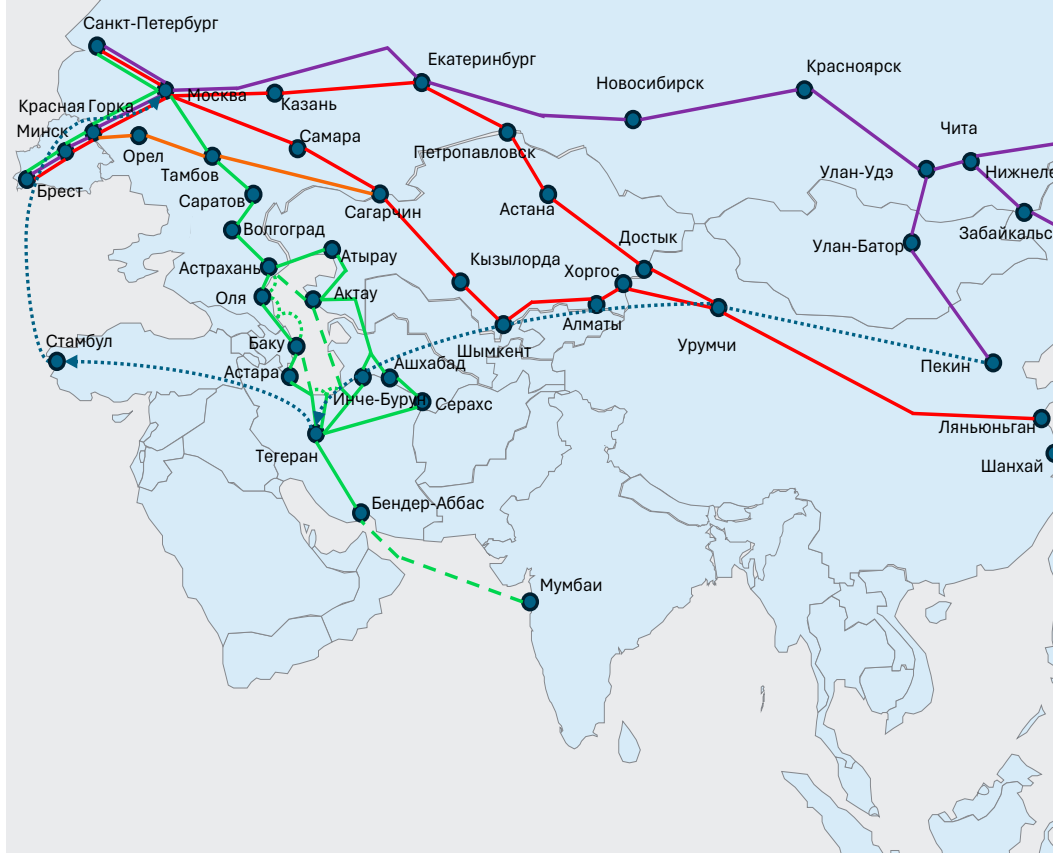 Санкт-Петербург
Екатеринбург
Красноярск
Новосибирск
Москва
Казань
Красная Горка
Минск
Чита
Самара
Орел
Петропавловск
Тамбов
Улан-Удэ
Нижнеле
Брест
Саратов
Сагарчин
Астана
Забайкальс
Волгоград
Достык
Улан-Батор
Атырау
Астрахань
Кызылорда
Хоргос
Оля
Актау
Алматы
Стамбул
Баку
Шымкент
Урумчи
Пекин
Астара
Ашхабад
Инче-Бурун
Серахс
Ляньюньган
Тегеран
Шанхай
Бендер-Аббас
Мумбаи